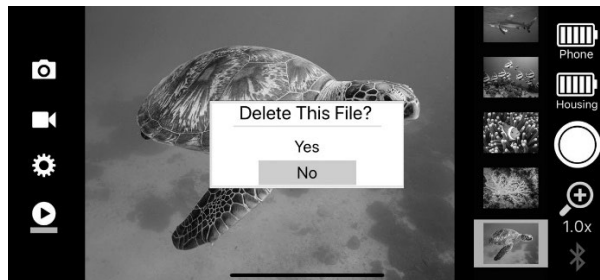 Delete This File?
Yes
No
Phone
Housing
1.0x